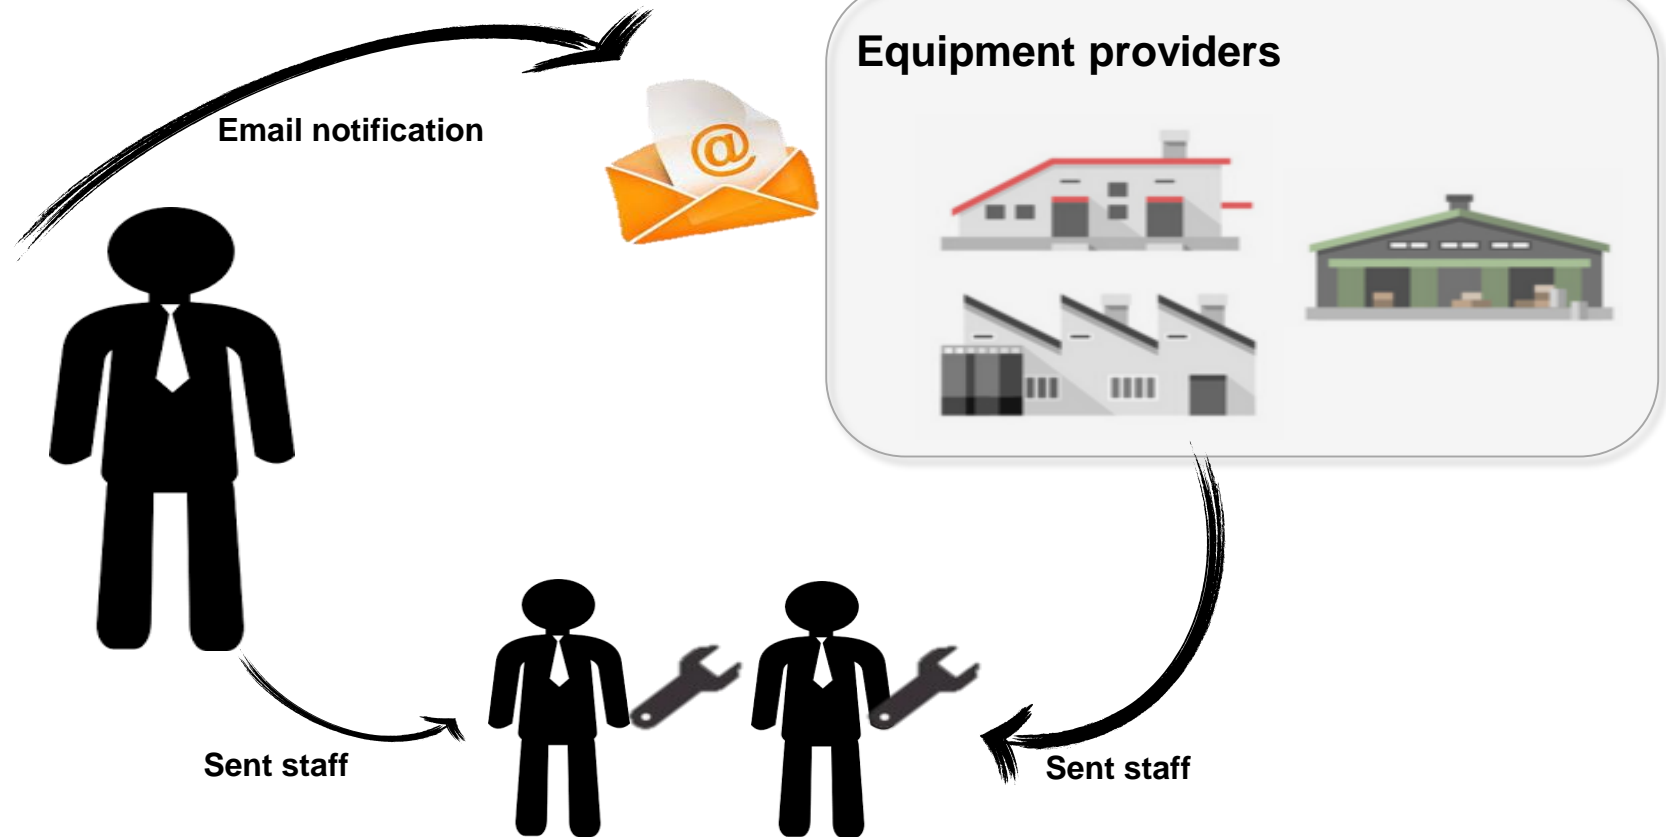 Equipment providers
Email notification
@
Sent staff
Sent staff